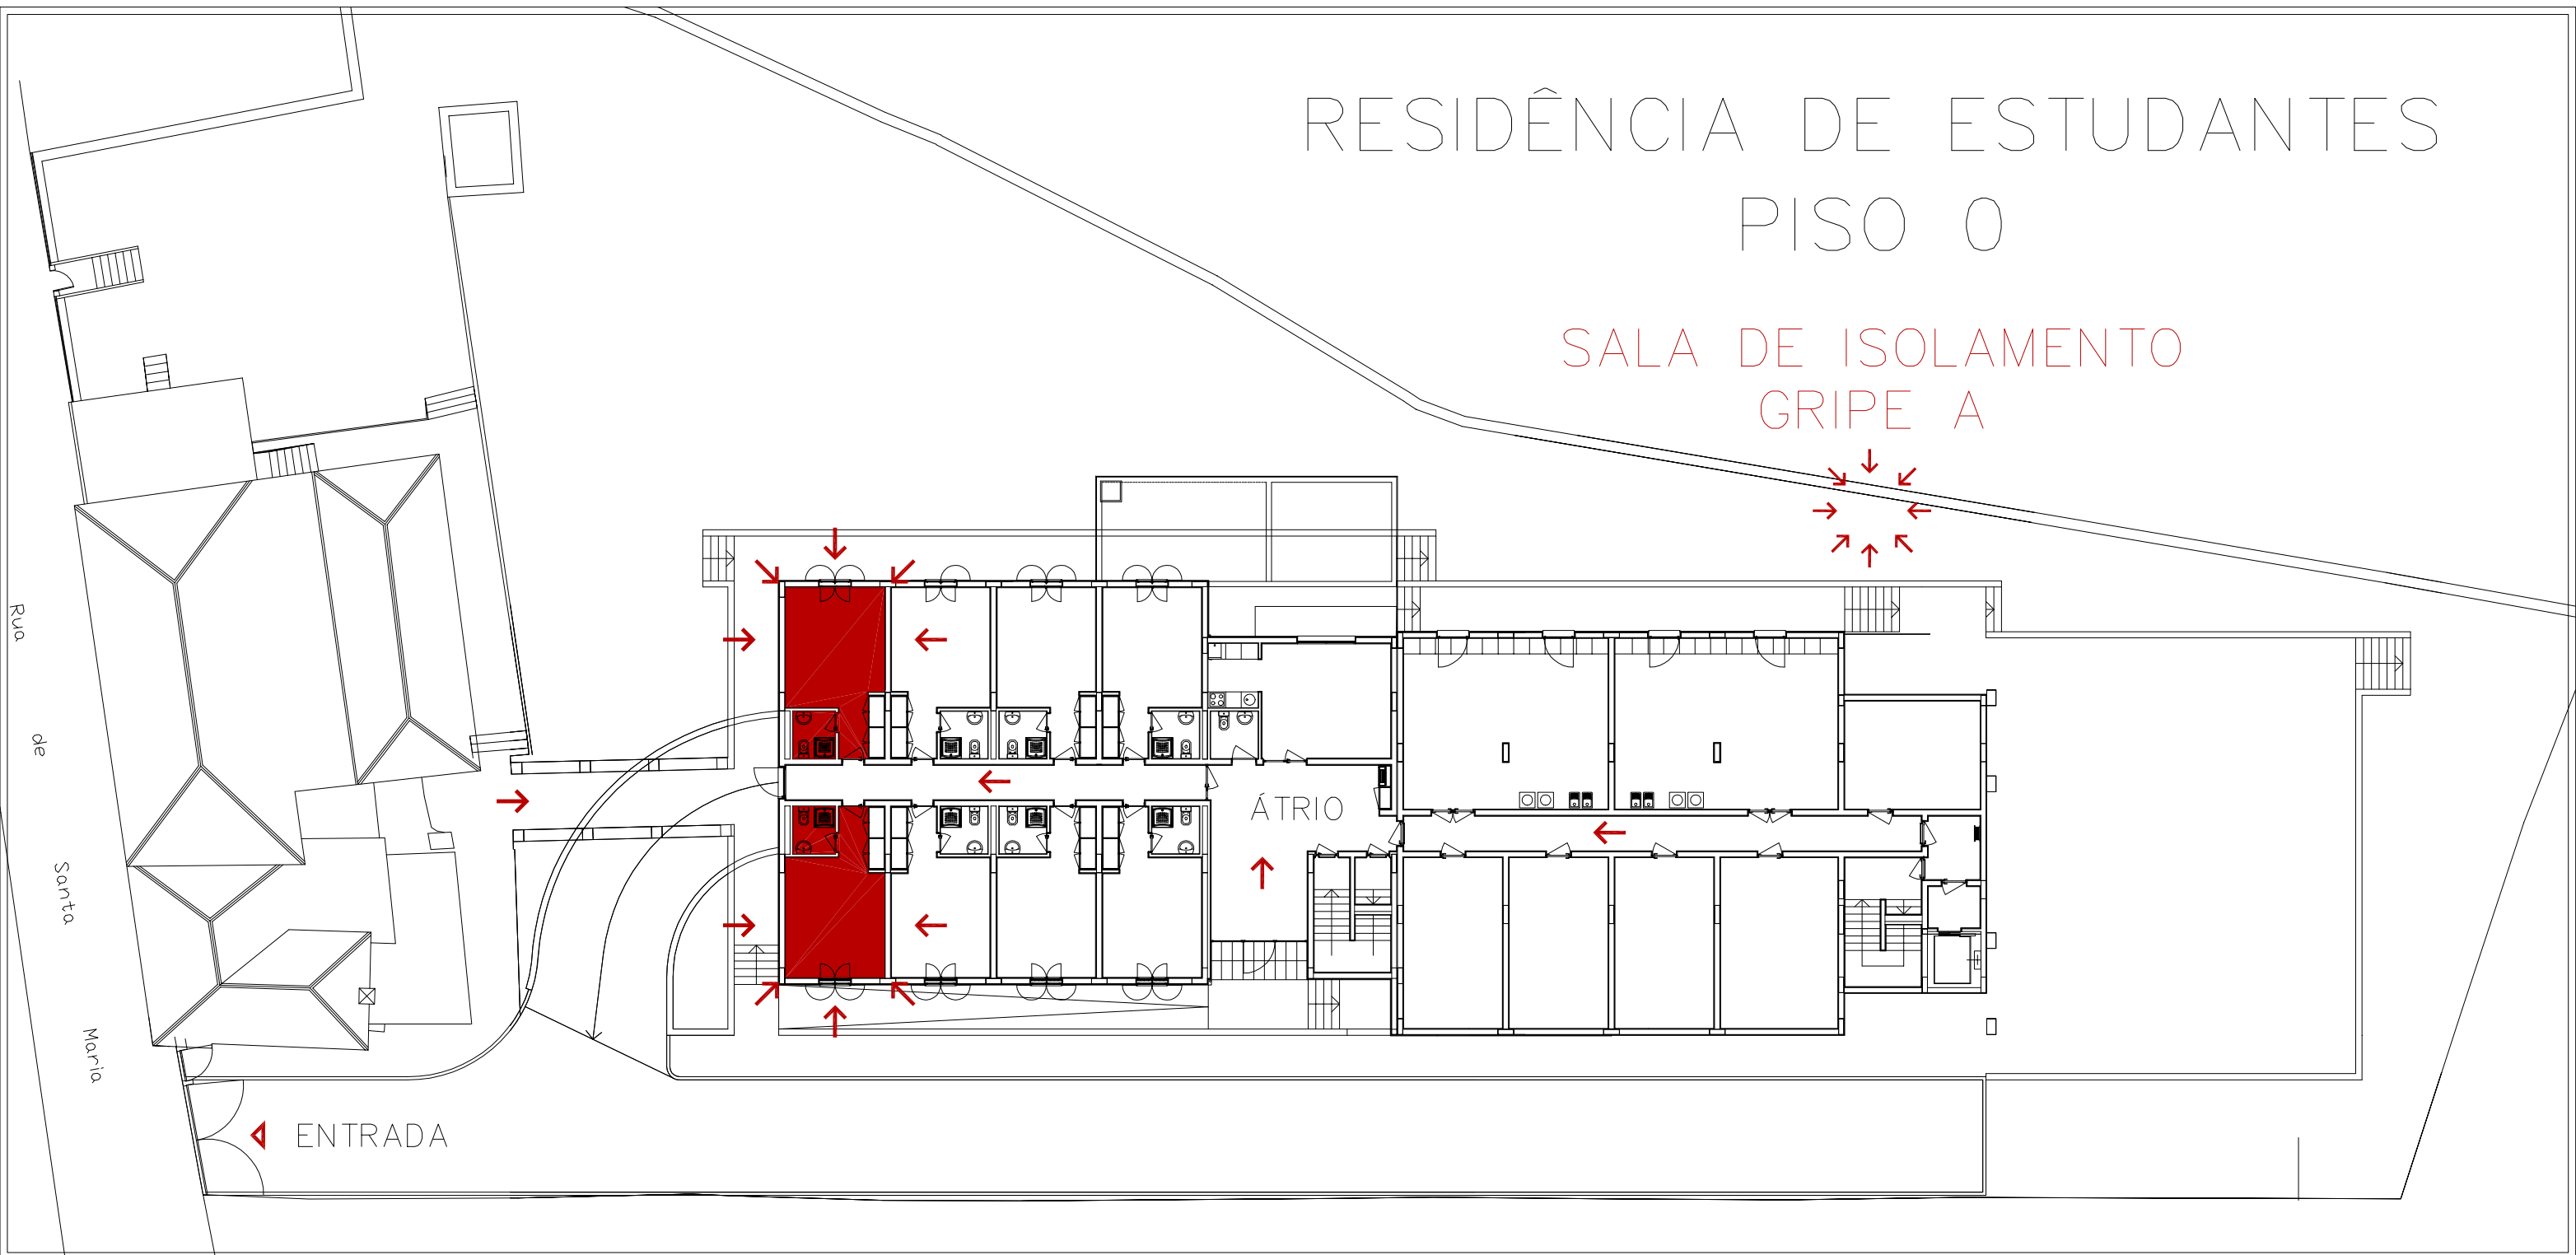 RESIDÊNCIA DE ESTUDANTES
PISO 0
SALA DE ISOLAMENTO
GRIPE A
Rua de Santa Maria
ÁTRIO
ENTRADA